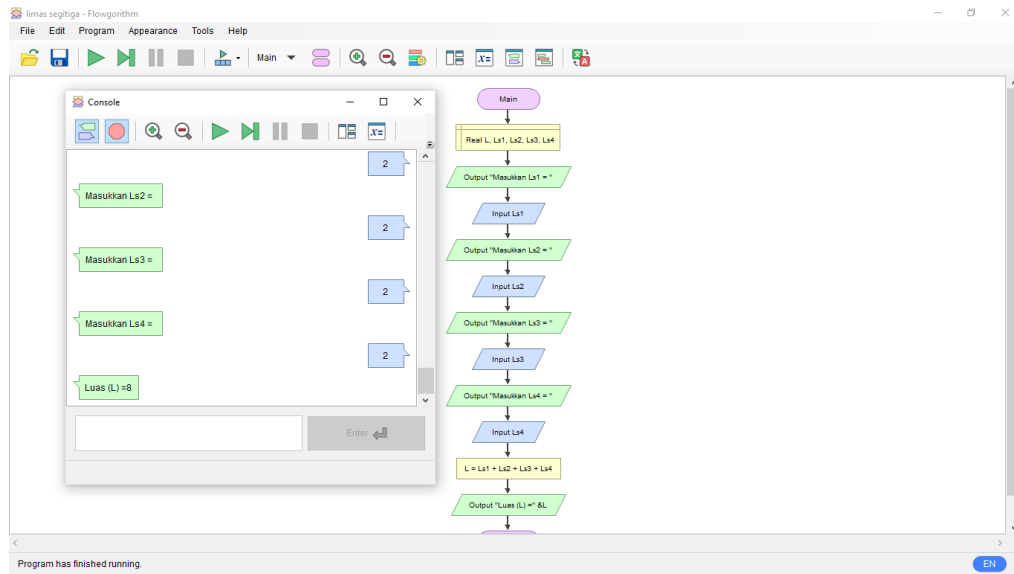 limas segitiga - Flowgorithm
File Edit Program Appearance Tools Help
Main
x=
Console
x=
2
Masukkan Ls2 =
2
Masukkan Ls3 =
2
Masukkan Ls4 =
2
Luas (L) =8
Enter
Main
Real L, Ls1, Ls2, Ls3, Ls4
Output "Masukkan Ls1 = "
Input Ls1
Output "Masukkan Ls2 = "
Input Ls2
Output "Masukkan Ls3 = "
Input Ls3
Output "Masukkan Ls4 = "
Input Ls4
L = Ls1 + Ls2 + Ls3 + Ls4
Output "Luas (L) =" &L
Program has finished running.
EN